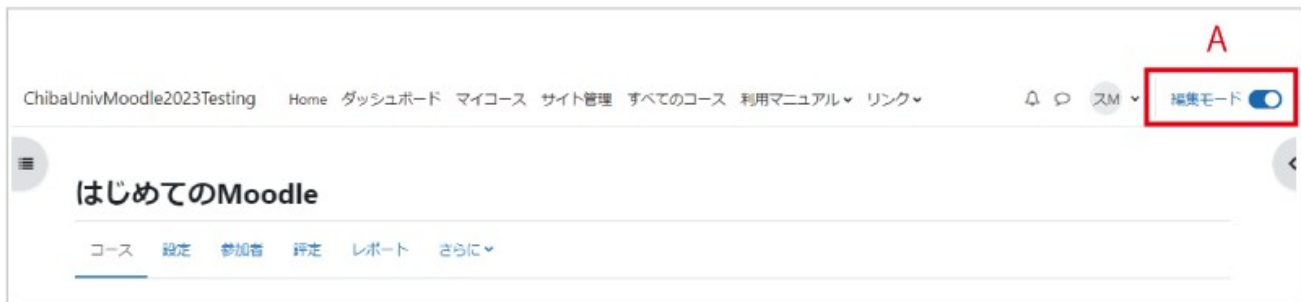 A
ChibaUnivMoodle2023Testing Home ダッシュボード マイコース サイト管理 すべてのコース 利用マニュアル リンク スM 編集モード
はじめてのMoodle
コース 設定 参加者 評定 レポート さらに